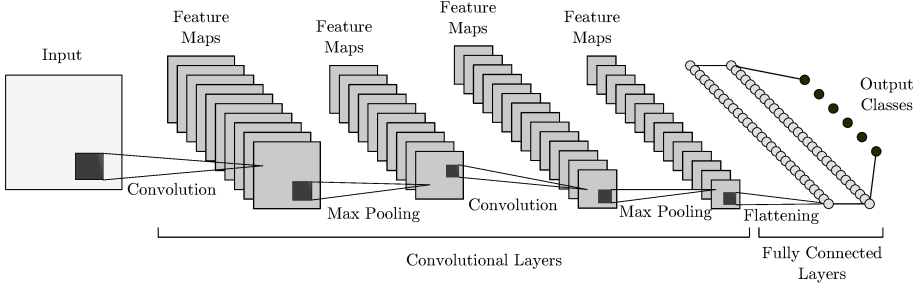 Input
Feature
Maps
Feature
Maps
Feature
Maps
Feature
Maps
Output
Classes
Convolution
Max Pooling
Convolution
Max Pooling
Flattening
Convolutional Layers
Fully Connected
Layers